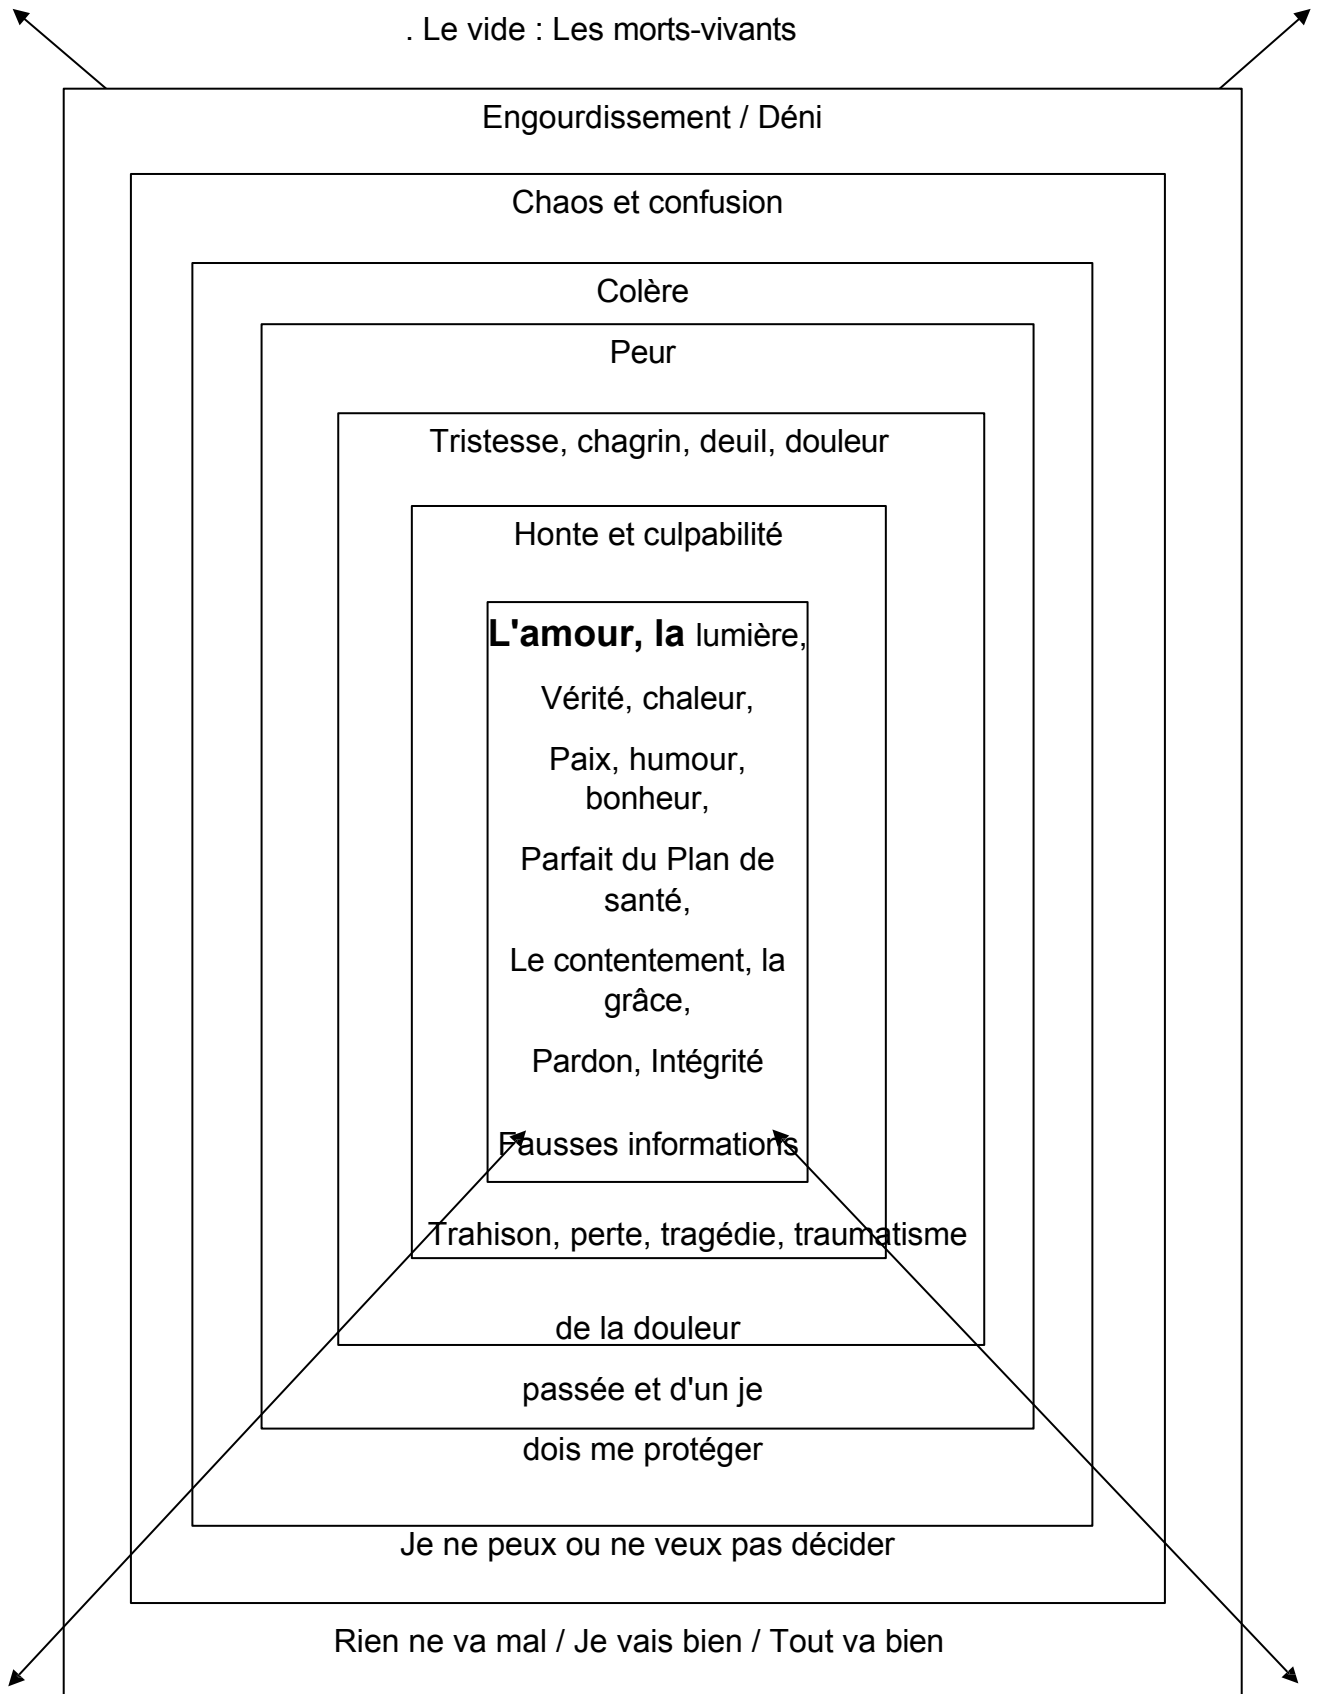 . Le vide : Les morts-vivants
Engourdissement / Déni
Chaos et confusion
Colère
Peur
Tristesse, chagrin, deuil, douleur
Honte et culpabilité
L'amour, la lumière,
Vérité, chaleur,
Paix, humour,
bonheur,
Parfait du Plan de
santé,
Le contentement, la
grâce,
Pardon, Intégrité
Fausses informations
Trahison, perte, tragédie, traumatisme
de la douleur
passée et d'un je
dois me protéger
Je ne peux ou ne veux pas décider
Rien ne va mal / Je vais bien / Tout va bien